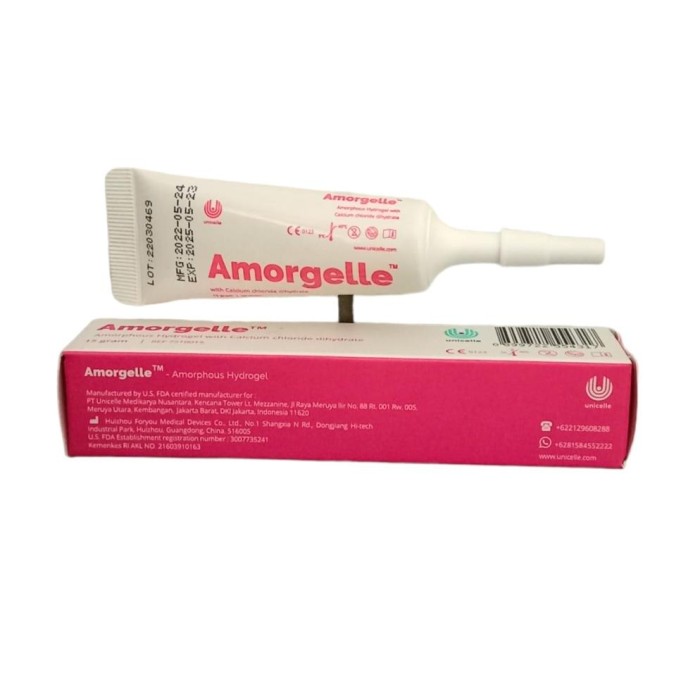 LOT: 22030469
MFG: 2022-05-24
EXP: 2025-05-23
unicelle
Amorgelle™
Amorphous Hydrogel with
Calcium chloride dihydrate
CE
www.unicelle.com
Amorgelle™
with Calcium chloride dihydrate
Amorgelle™
Amorphous Hydrogel with Calcium chloride dihydrate
15 gram
unicelle
CE
Amorgelle™ - Amorphous Hydrogel
Manufactured by U.S. FDA certified manufacturer for :
PT Unicelle Medikarya Nusantara, Kencana Tower Lt. Mezzanine, Jl Raya Meruya Ilir No. 88 Rt. 001 Rw. 005,
Meruya Utara, Kembangan, Jakarta Barat, DKI Jakarta, Indonesia 11620
Huizhou Foryou Medical Devices Co., Ltd., No.1 Shangxia N Rd., Dongjiang Hi-tech
Industrial Park, Huizhou, Guangdong, China, 516005
U.S. FDA Establishment registration number : 3007735241
Kemenkes RI AKL ND 21603910163
unicelle
+622129608288
+6281584552222
www.unicelle.com